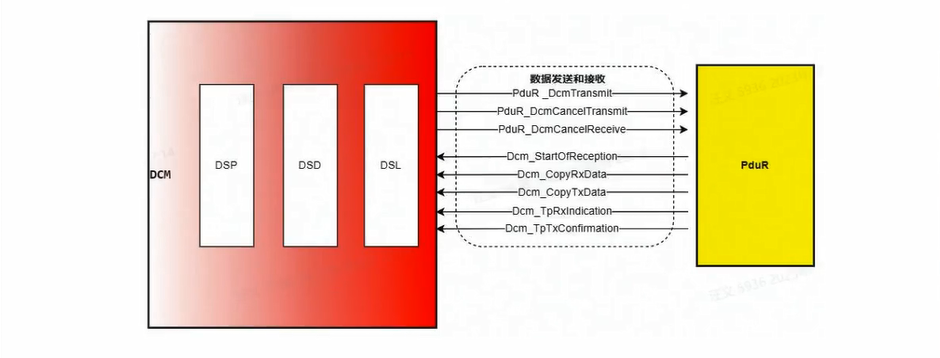 数据发送和接收
PduR _DcmTransmit
PduR_DcmCancelTransmit
PduR_DcmCancelReceive
Dcm_StartOfReception
Dcm_CopyRxData
Dcm_CopyTxData
Dcm_TpRxIndication
Dcm_TpTxConfirmation
DCM
DSP
DSD
DSL
PduR